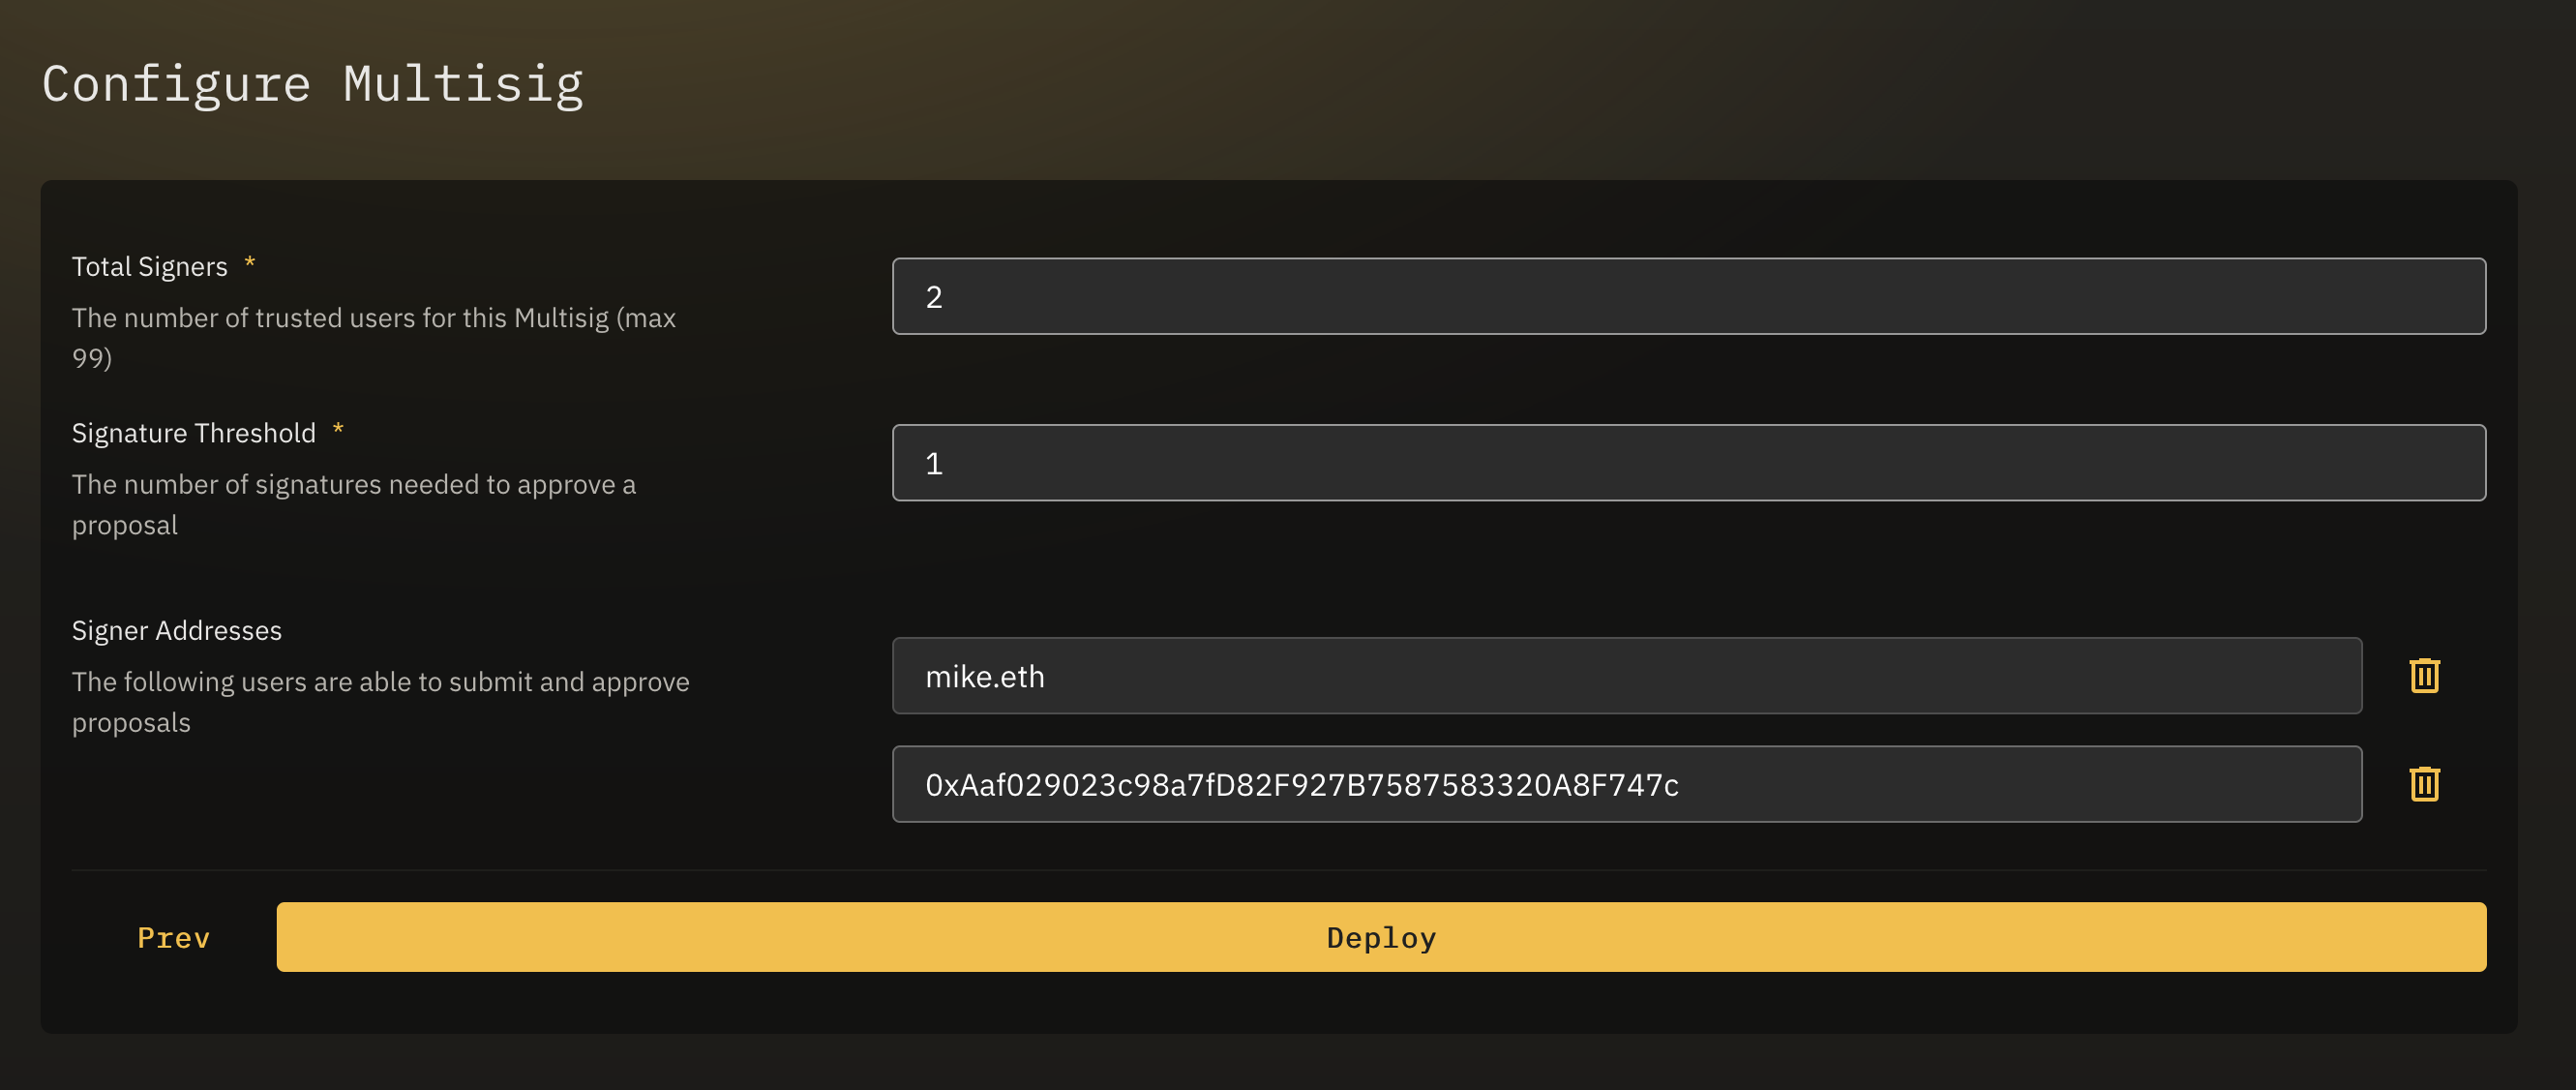 Configure Multisig
Total Signers *
The number of trusted users for this Multisig (max
99)
2
Signature Threshold *
The number of signatures needed to approve a
proposal
1
Signer Addresses
The following users are able to submit and approve
proposals
mike.eth
0xAaf029023c98a7fD82F927B7587583320A8F747c
Prev
Deploy